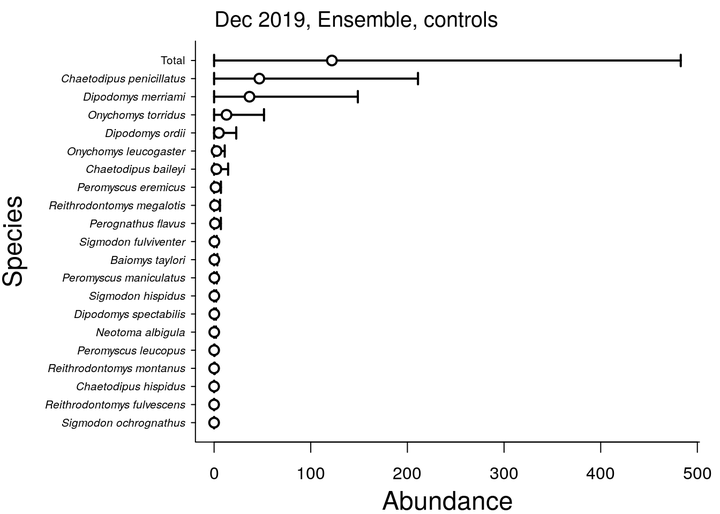 Dec 2019, Ensemble, controls
Total
Chaetodipus penicillatus
Dipodomys merriami
Onychomys torridus
Dipodomys ordii
Onychomys leucogaster
Chaetodipus baileyi
Peromyscus eremicus
Reithrodontomys megalotis
Perognathus flavus
Sigmodon fulviventer
Baiomys taylori
Peromyscus maniculatus
Sigmodon hispidus
Dipodomys spectabilis
Neotoma albigula
Peromyscus leucopus
Reithrodontomys montanus
Chaetodipus hispidus
Reithrodontomys fulvescens
Sigmodon ochrognathus
Species
0 100 200 300 400 500
Abundance